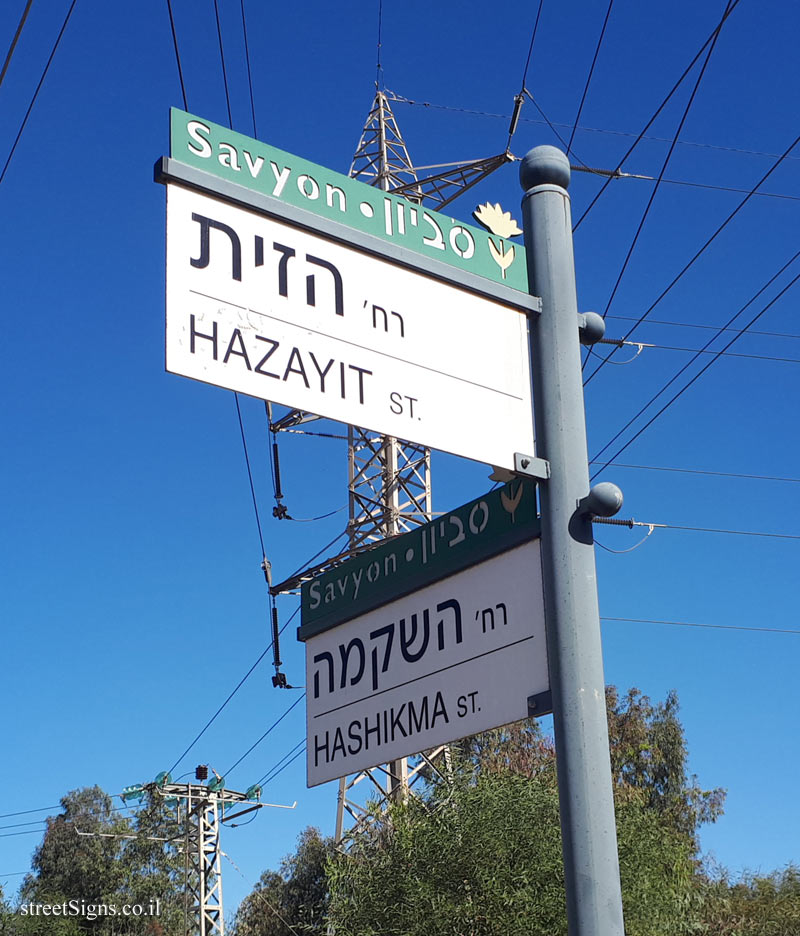 Savyon • סביון
רח׳ הזית
HAZAYIT ST.
Savyon • סביון
רח׳ השקמה
HASHIKMA ST.
streetSigns.co.il